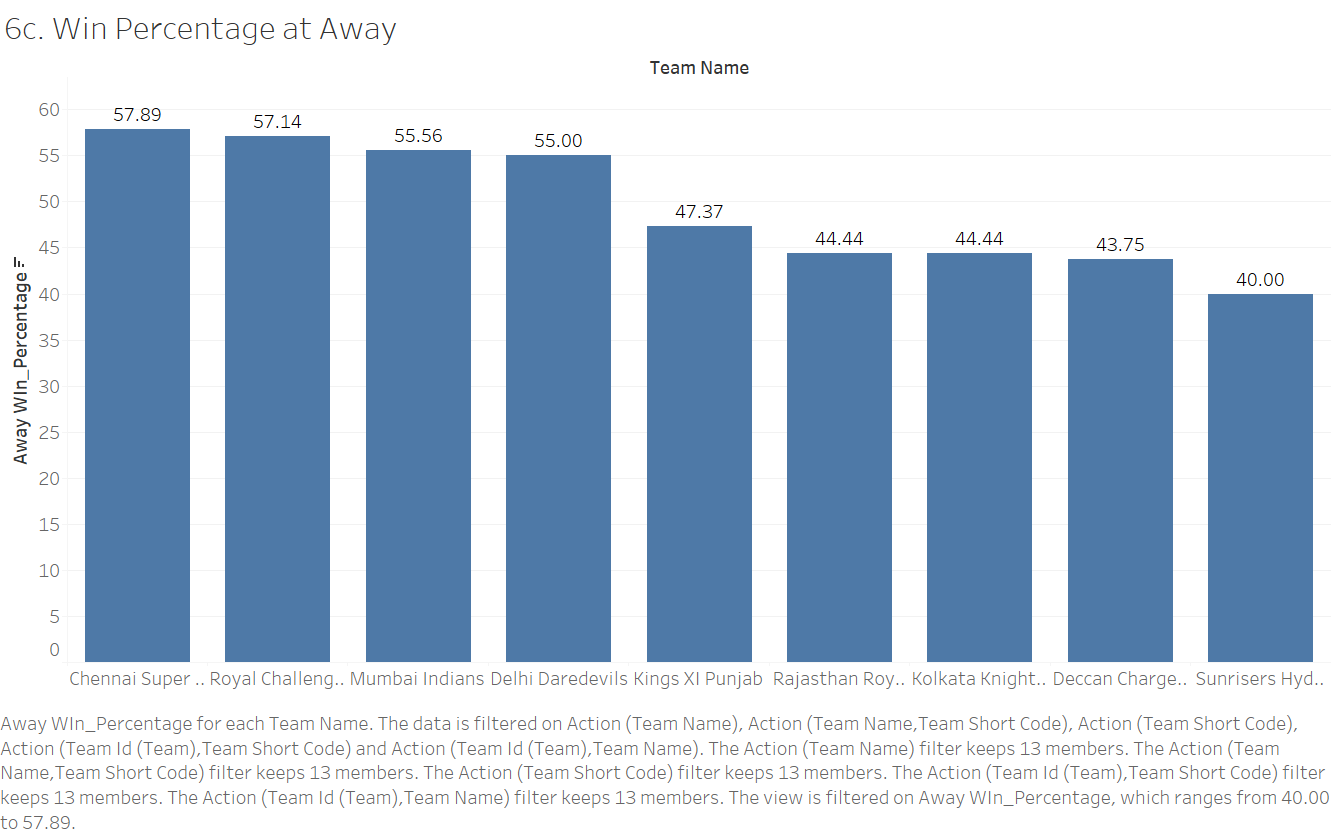 6c. Win Percentage at Away
Team Name
Away WIn_Percentage
60
55
50
45
40
35
30
25
20
15
10
5
0
57.89
57.14
55.56
55.00
47.37
44.44
44.44
43.75
40.00
Chennai Super .. Royal Challeng.. Mumbai Indians Delhi Daredevils Kings XI Punjab Rajasthan Roy.. Kolkata Knight.. Deccan Charge.. Sunrisers Hyd..
Away WIn_Percentage for each Team Name. The data is filtered on Action (Team Name), Action (Team Name,Team Short Code), Action (Team Short Code),
Action (Team Id (Team),Team Short Code) and Action (Team Id (Team),Team Name). The Action (Team Name) filter keeps 13 members. The Action (Team
Name,Team Short Code) filter keeps 13 members. The Action (Team Short Code) filter keeps 13 members. The Action (Team Id (Team),Team Short Code) filter
keeps 13 members. The Action (Team Id (Team),Team Name) filter keeps 13 members. The view is filtered on Away WIn_Percentage, which ranges from 40.00
to 57.89.